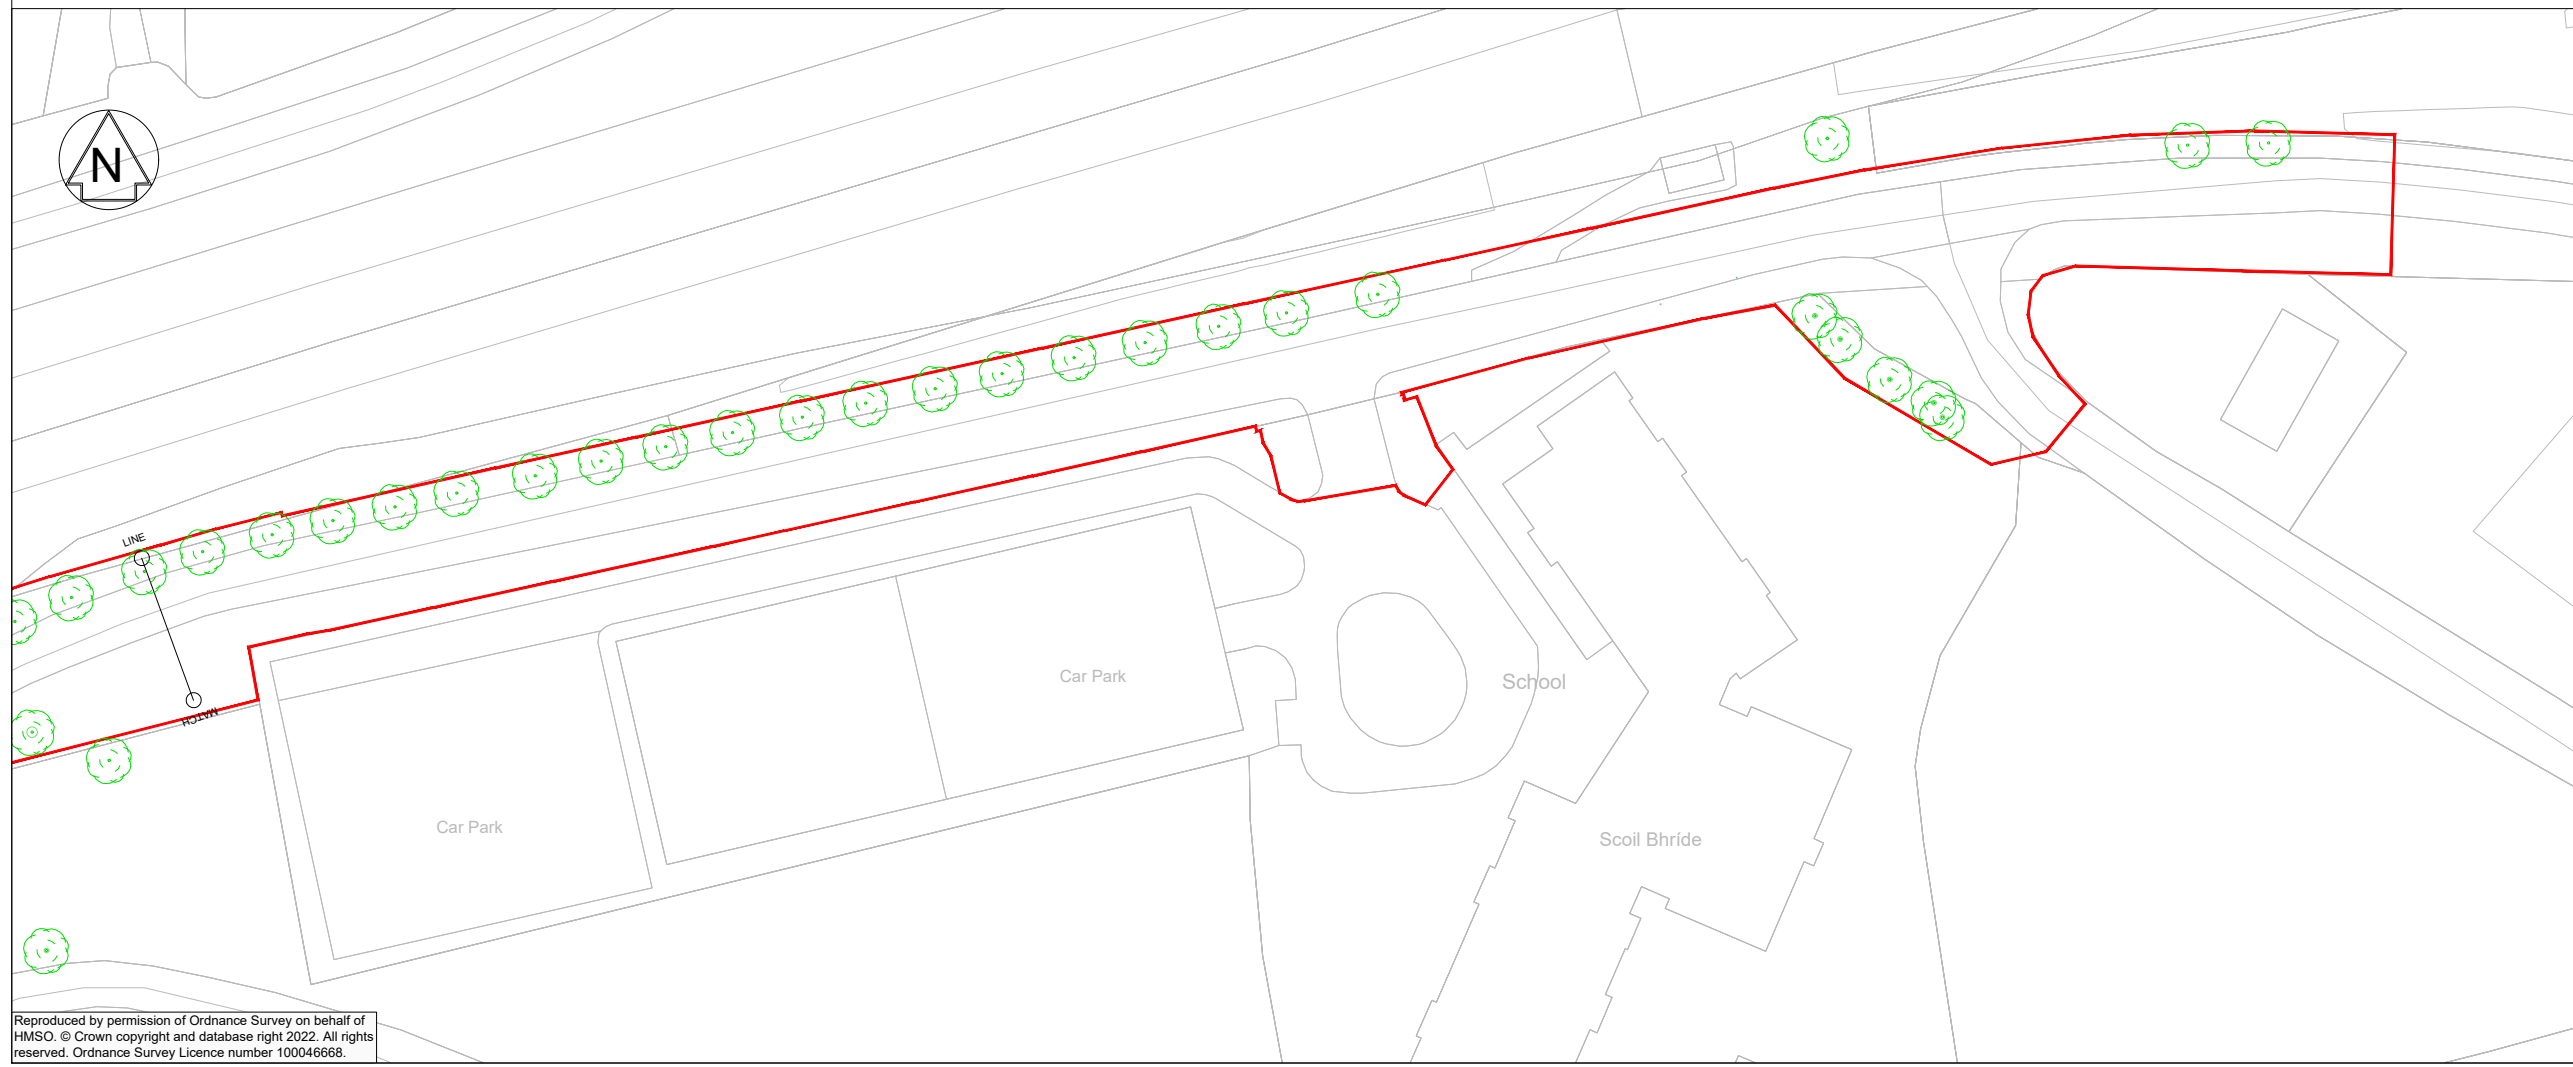 N
LINE
MATCH
Car Park
School
Scoil Bhríde
Car Park
Reproduced by permission of Ordnance Survey on behalf of
HMSO. © Crown copyright and database right 2022. All rights
reserved. Ordnance Survey Licence number 100046668.